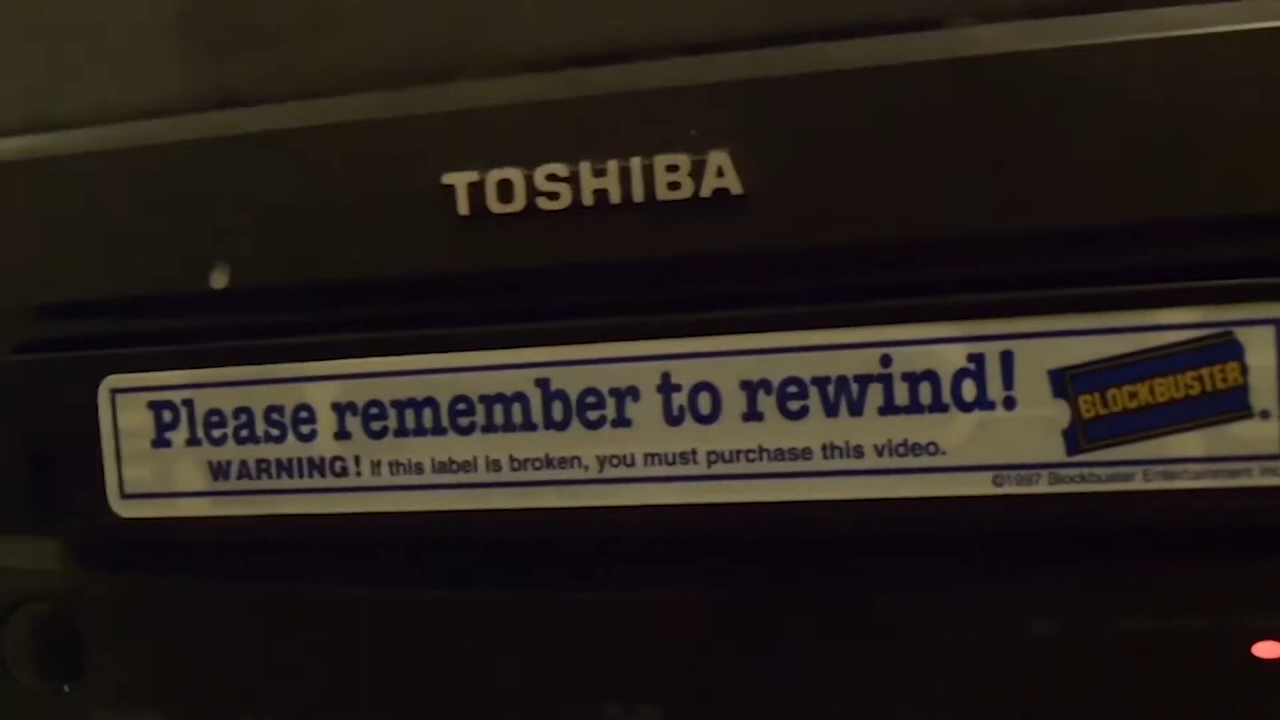 TOSHIBA
Please remember to rewind!
BLOCKBUSTER
WARNING! If this label is broken, you must purchase this video.
©1997 Blockbuster Entertainment Inc